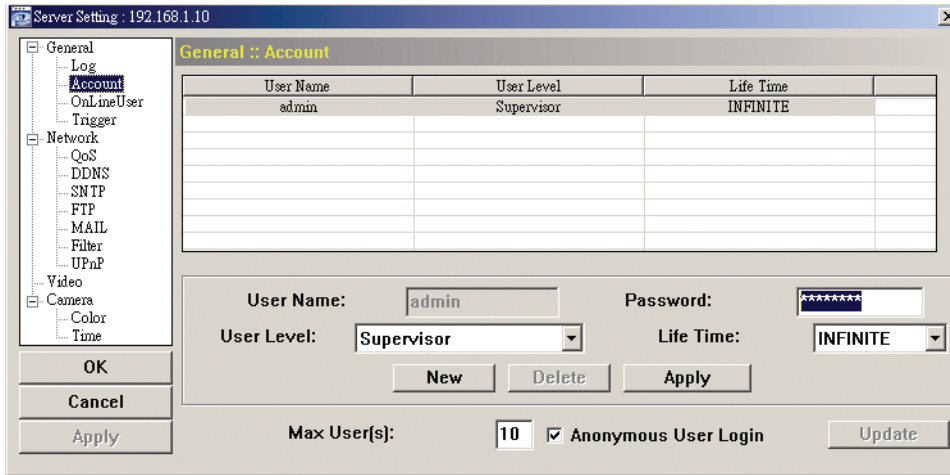 Server Setting : 192.168.1.10
General
Log
Account
OnLineUser
Trigger
Network
QoS
DDNS
SNTP
FTP
MAIL
Filter
UPnP
Video
Camera
Color
Time
OK
Cancel
Apply
General :: Account
User Name User Level Life Time
admin Supervisor INFINITE
User Name: admin Password: ********
User Level: Supervisor Life Time: INFINITE
New Delete Apply
Max User(s): 10 Anonymous User Login Update